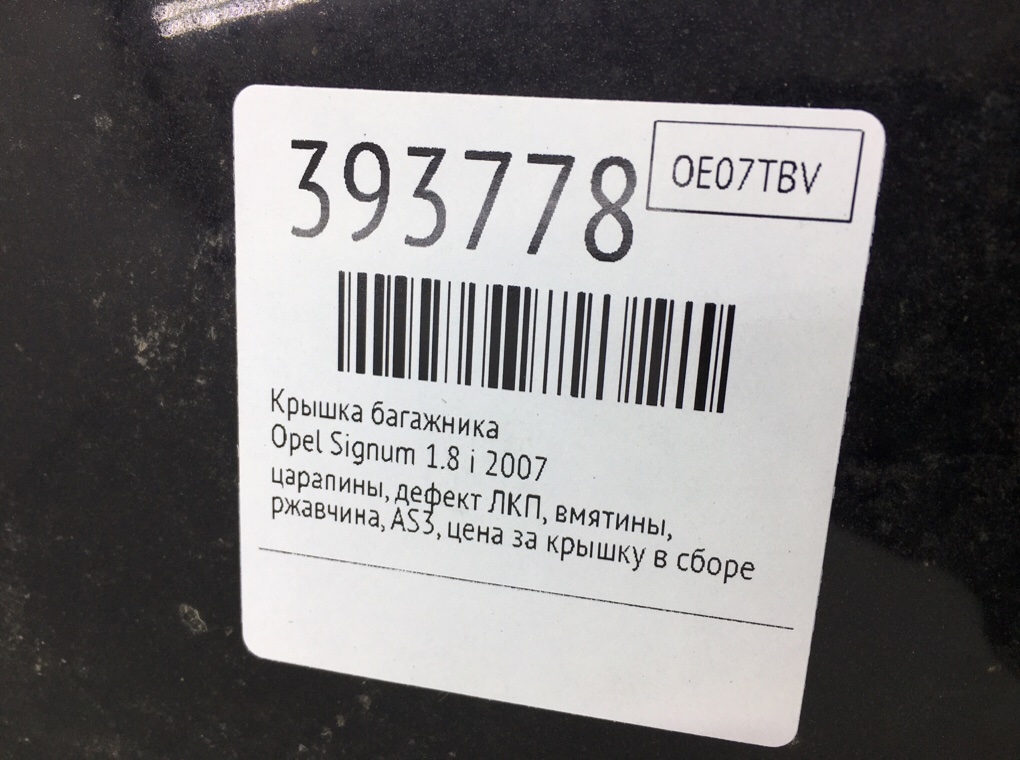 393778
OE07TBV
Крышка багажника
Opel Signum 1.8 i 2007
царапины, дефект ЛКП, вмятины,
ржавчина, AS3, цена за крышку в сборе